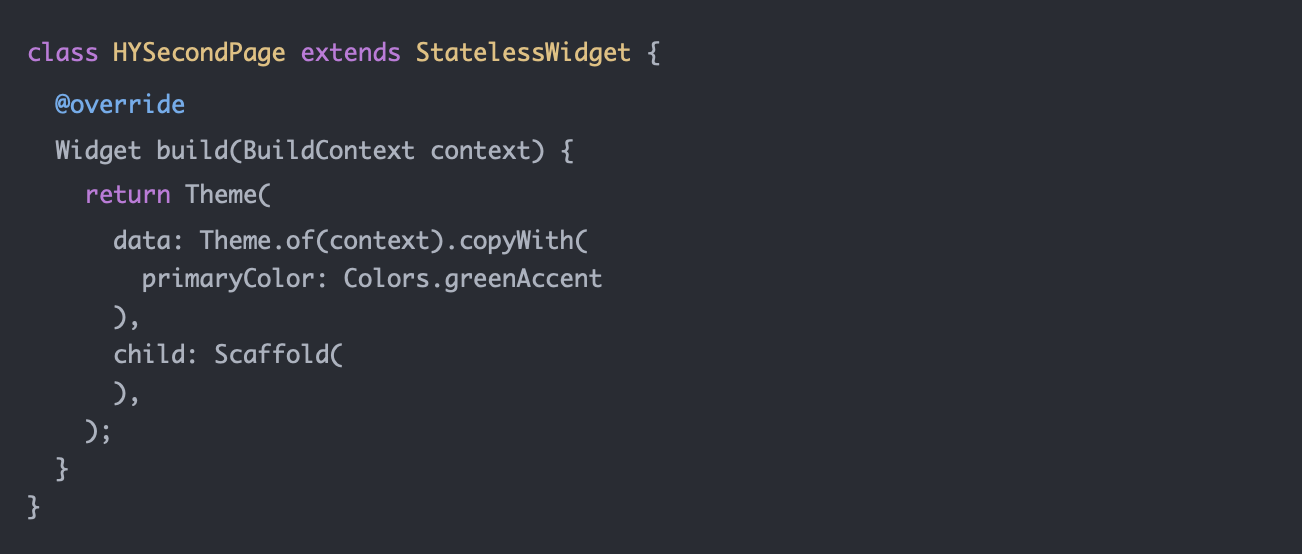 class HYSecondPage extends StatelessWidget {
  @override
  Widget build(BuildContext context) {
    return Theme(
      data: Theme.of(context).copyWith(
        primaryColor: Colors.greenAccent
      ),
      child: Scaffold(
      ),
    );
  }
}